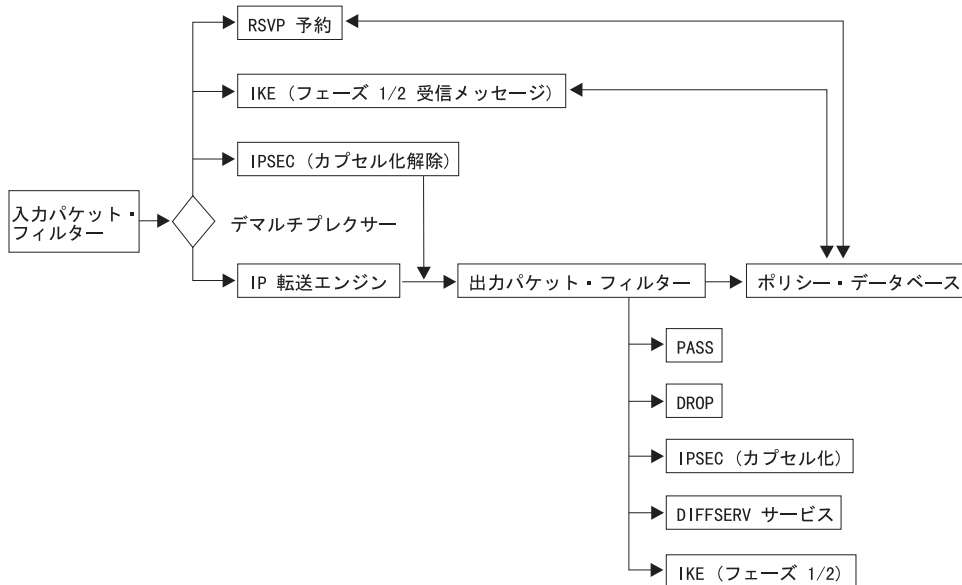 RSVP 予約
IKE (フェーズ 1/2 受信メッセージ)
IPSEC (カプセル化解除)
入力パケット・
フィルター
デマルチプレクサー
IP 転送エンジン
出力パケット・フィルター
ポリシー・データベース
PASS
DROP
IPSEC (カプセル化)
DIFFSERV サービス
IKE (フェーズ 1/2)